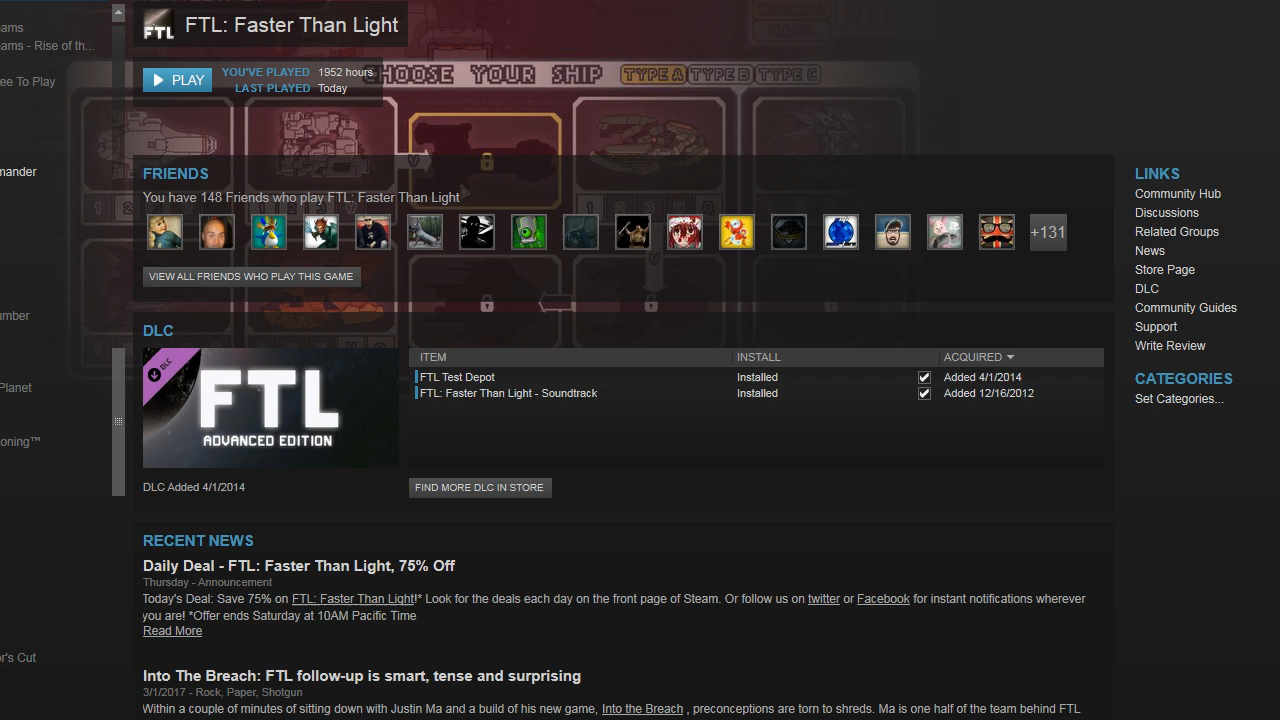 FTL
FTL: Faster Than Light
eams
eams - Rise of th...
ee To Play
mander
umber
Planet
oning™
or's Cut
PLAY
YOU'VE PLAYED 1952 hours
LAST PLAYED Today
CHOOSE YOUR SHIP TYPE A TYPE B TYPE C
NORMAL
HARD
FRIENDS
You have 148 Friends who play FTL: Faster Than Light
+131
VIEW ALL FRIENDS WHO PLAY THIS GAME
DLC
DLC
FTL
ADVANCED EDITION
DLC Added 4/1/2014
ITEM INSTALL ACQUIRED
FTL Test Depot Installed Added 4/1/2014
FTL: Faster Than Light - Soundtrack Installed Added 12/16/2012
FIND MORE DLC IN STORE
RECENT NEWS
Daily Deal - FTL: Faster Than Light, 75% Off
Thursday - Announcement
Today's Deal: Save 75% on FTL: Faster Than Light!* Look for the deals each day on the front page of Steam. Or follow us on twitter or Facebook for instant notifications wherever
you are! *Offer ends Saturday at 10AM Pacific Time
Read More
Into The Breach: FTL follow-up is smart, tense and surprising
3/1/2017 - Rock, Paper, Shotgun
Within a couple of minutes of sitting down with Justin Ma and a build of his new game, Into the Breach , preconceptions are torn to shreds. Ma is one half of the team behind FTL
LINKS
Community Hub
Discussions
Related Groups
News
Store Page
DLC
Community Guides
Support
Write Review
CATEGORIES
Set Categories...